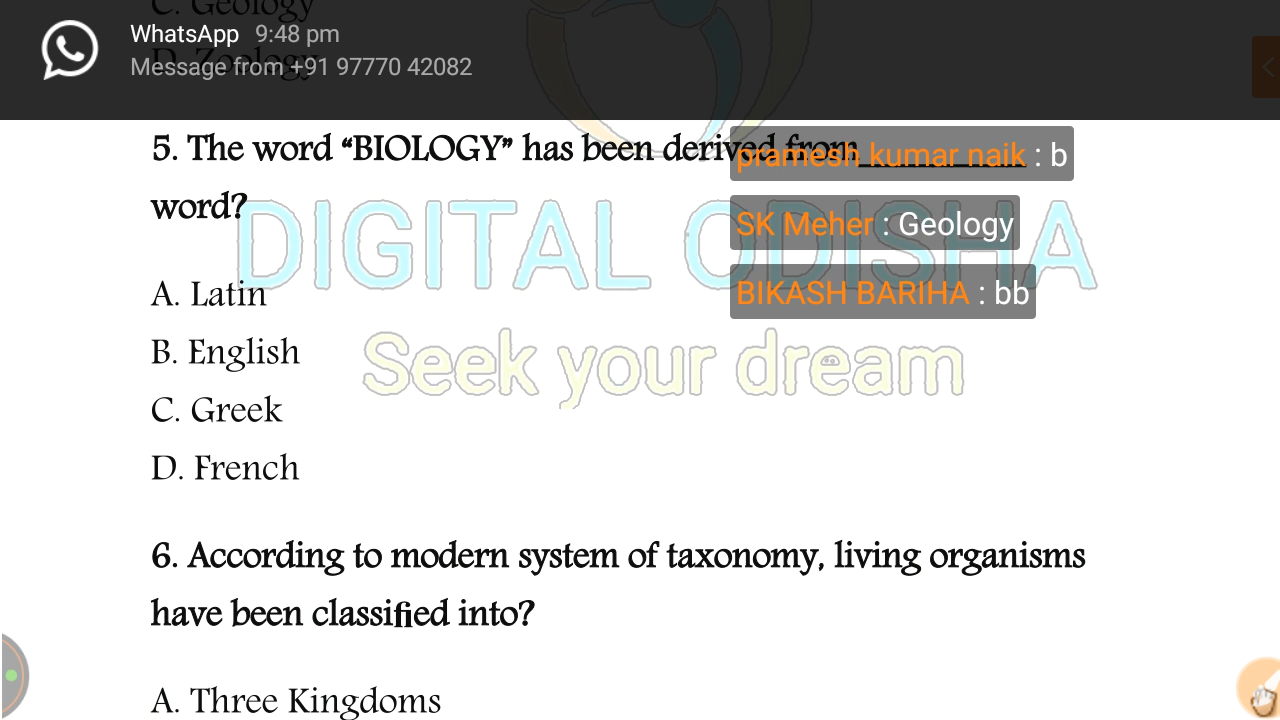 C. Geology
WhatsApp 9:48 pm
D. Zoology
Message from +91 97770 42082
5. The word “BIOLOGY” has been derived from__________
pramesh kumar naik : b
word?
DIGITAL ODISHA
SK Meher : Geology
A. Latin
BIKASH BARIHA : bb
B. English
Seek your dream
C. Greek
D. French
6. According to modern system of taxonomy, living organisms
have been classified into?
A. Three Kingdoms